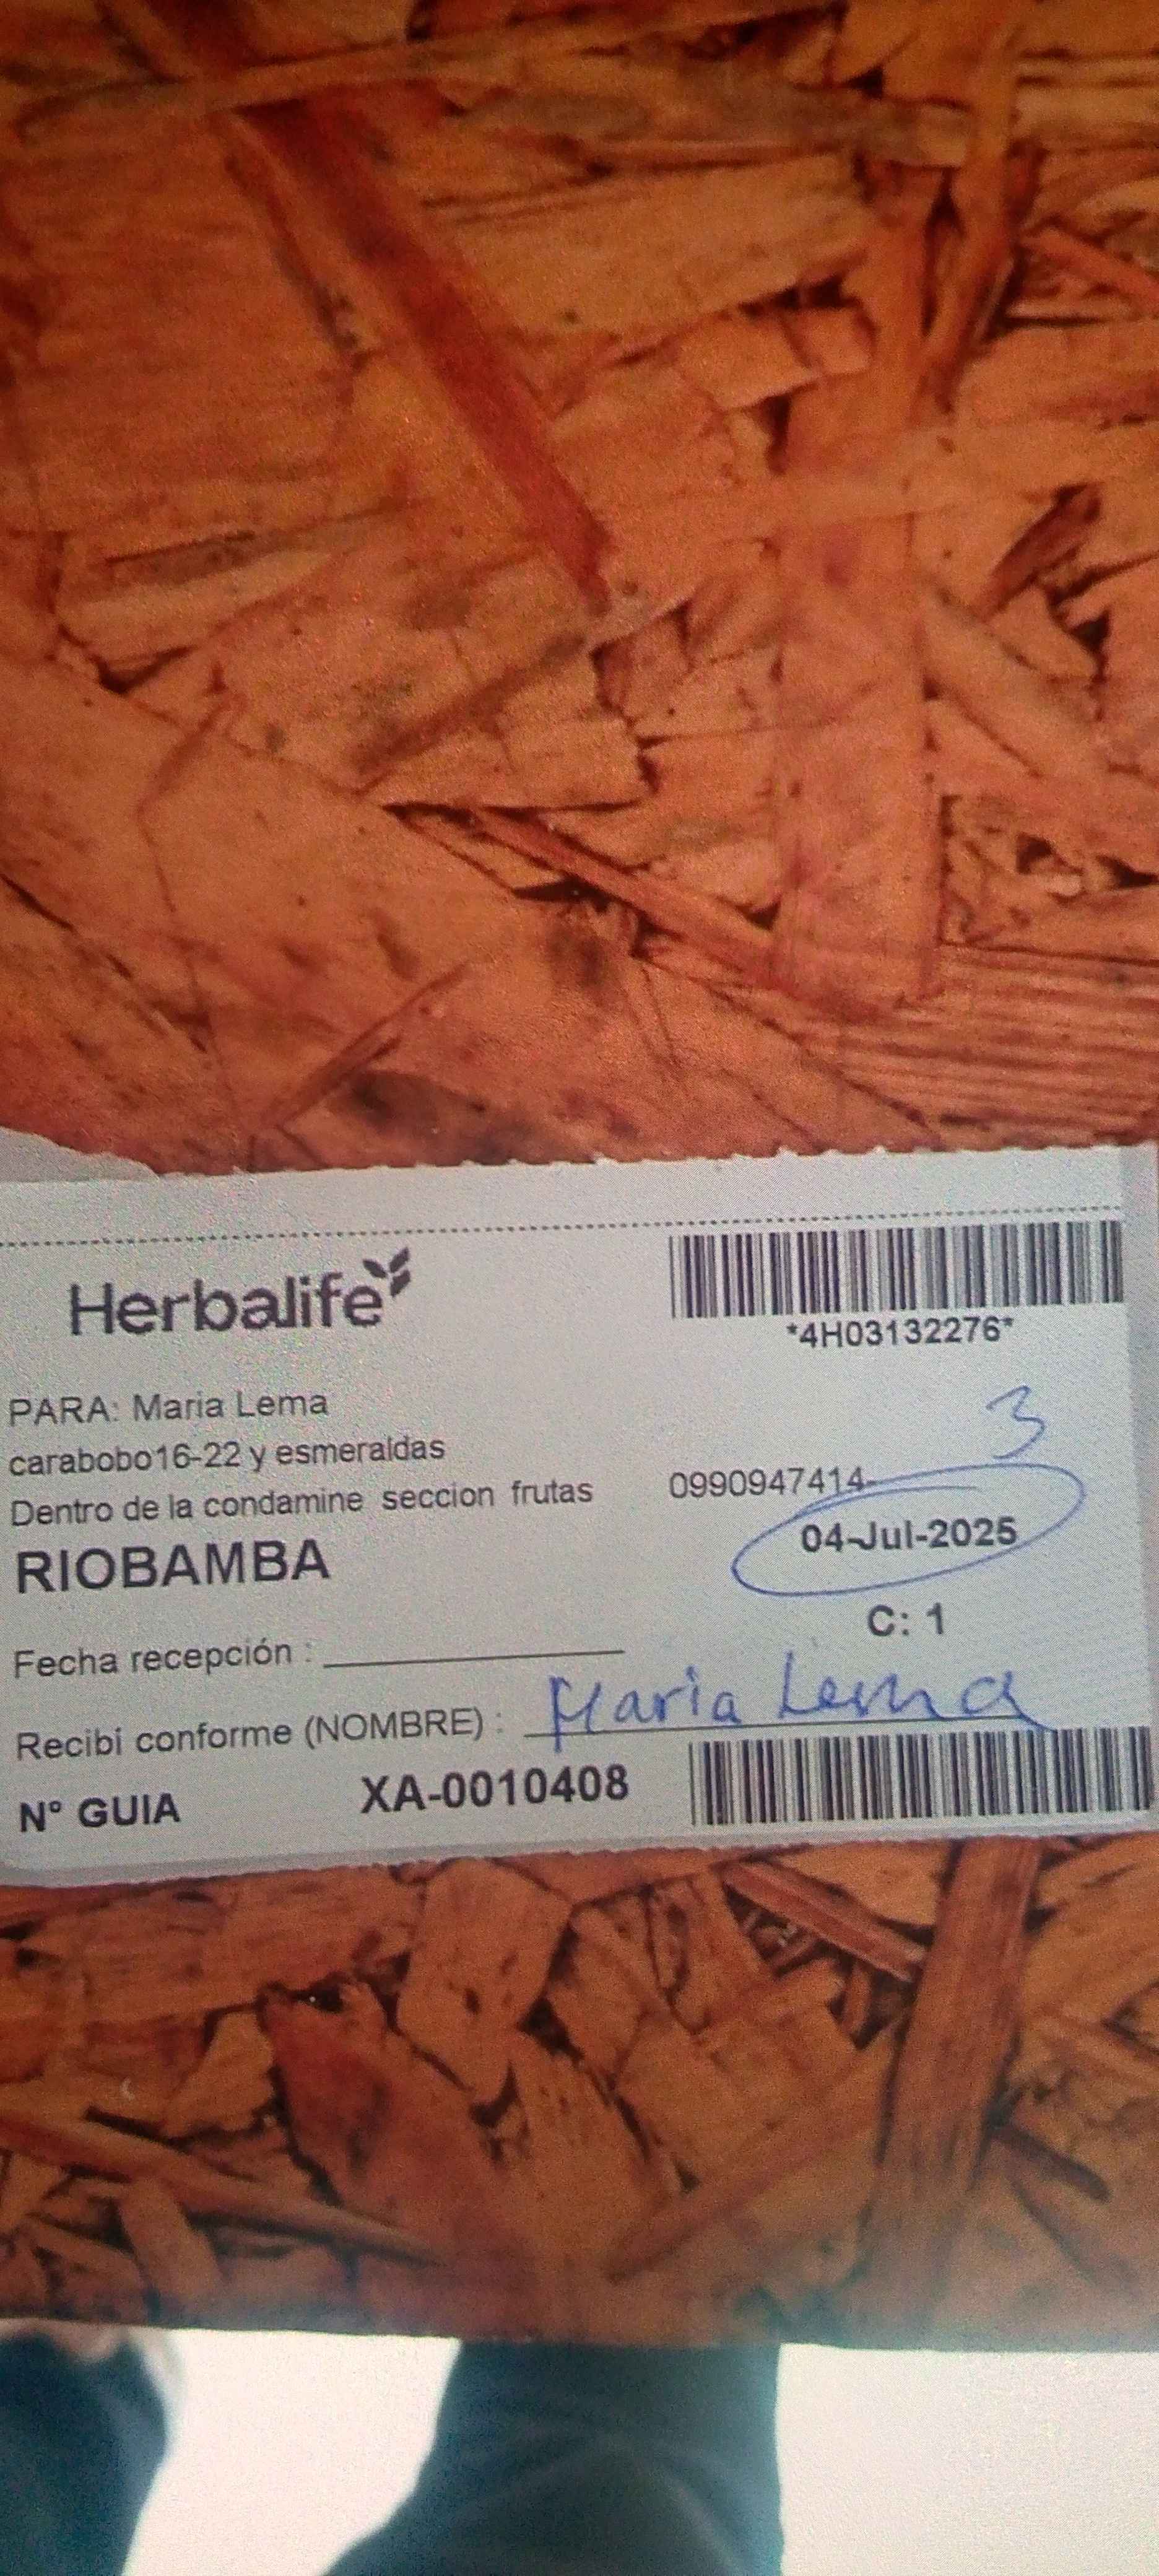 Herbalife
*4H03132276*
PARA: Maria Lema
3
carabobo16-22 y esmeraldas
Dentro de la condamine seccion frutas 0990947414
RIOBAMBA 04-Jul-2025
C: 1
Fecha recepción :
Recibí conforme (NOMBRE) : Maria Lema
N° GUIA XA-0010408